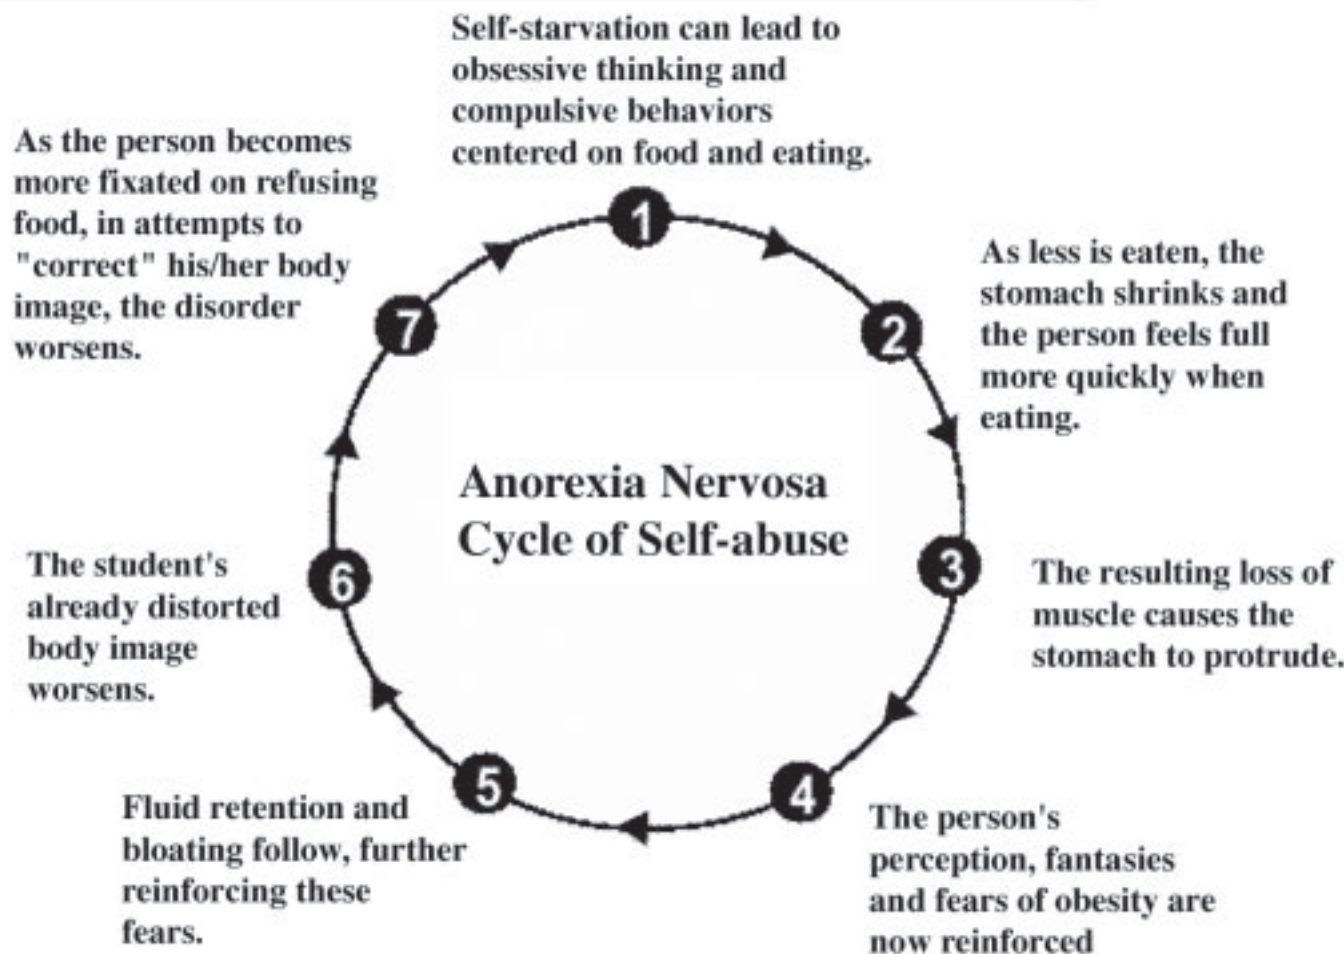 Self-starvation can lead to
obsessive thinking and
compulsive behaviors
centered on food and eating.
1
As less is eaten, the
stomach shrinks and
the person feels full
more quickly when
eating.
2
The resulting loss of
muscle causes the
stomach to protrude.
3
The person's
perception, fantasies
and fears of obesity are
now reinforced
4
Fluid retention and
bloating follow, further
reinforcing these
fears.
5
The student's
already distorted
body image
worsens.
6
As the person becomes
more fixated on refusing
food, in attempts to
"correct" his/her body
image, the disorder
worsens.
7
Anorexia Nervosa
Cycle of Self-abuse